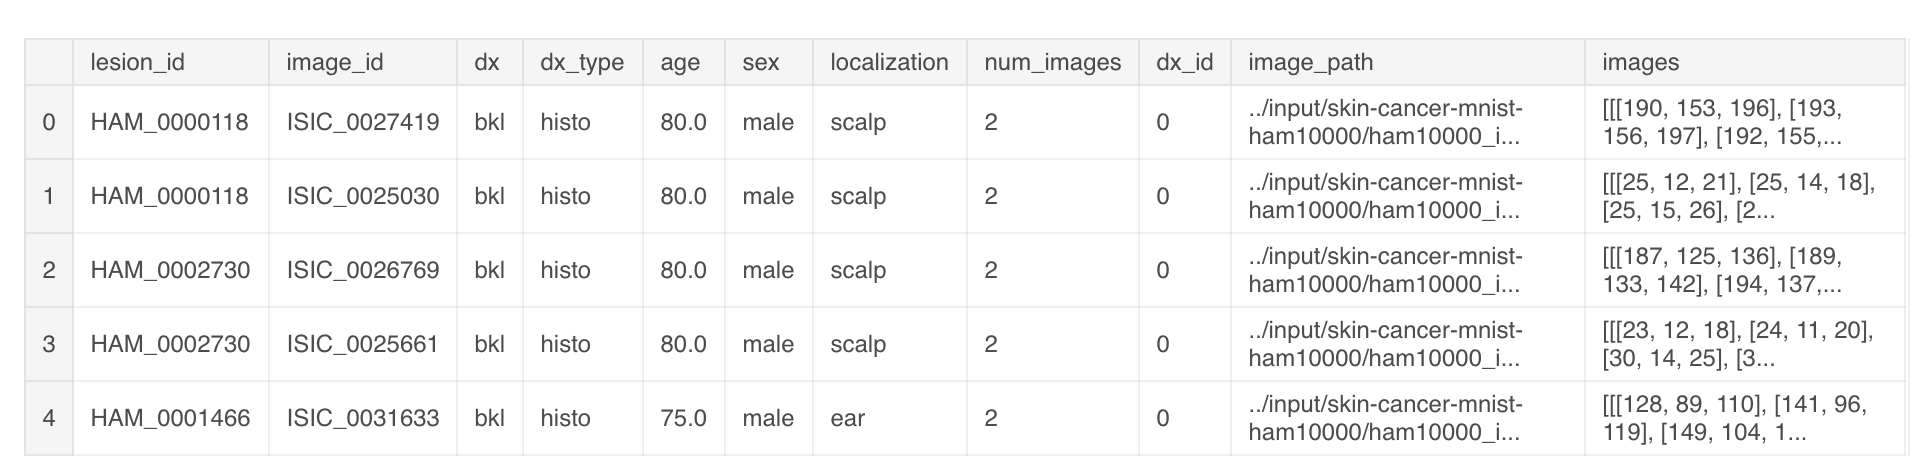 lesion_id image_id dx dx_type age sex localization num_images dx_id image_path images
0 HAM_0000118 ISIC_0027419 bkl histo 80.0 male scalp 2 0 ../input/skin-cancer-mnist-ham10000/ham10000_i... [[[190, 153, 196], [193, 156, 197], [192, 155,...
1 HAM_0000118 ISIC_0025030 bkl histo 80.0 male scalp 2 0 ../input/skin-cancer-mnist-ham10000/ham10000_i... [[[25, 12, 21], [25, 14, 18], [25, 15, 26], [2...
2 HAM_0002730 ISIC_0026769 bkl histo 80.0 male scalp 2 0 ../input/skin-cancer-mnist-ham10000/ham10000_i... [[[187, 125, 136], [189, 133, 142], [194, 137,...
3 HAM_0002730 ISIC_0025661 bkl histo 80.0 male scalp 2 0 ../input/skin-cancer-mnist-ham10000/ham10000_i... [[[23, 12, 18], [24, 11, 20], [30, 14, 25], [3...
4 HAM_0001466 ISIC_0031633 bkl histo 75.0 male ear 2 0 ../input/skin-cancer-mnist-ham10000/ham10000_i... [[[128, 89, 110], [141, 96, 119], [149, 104, 1...